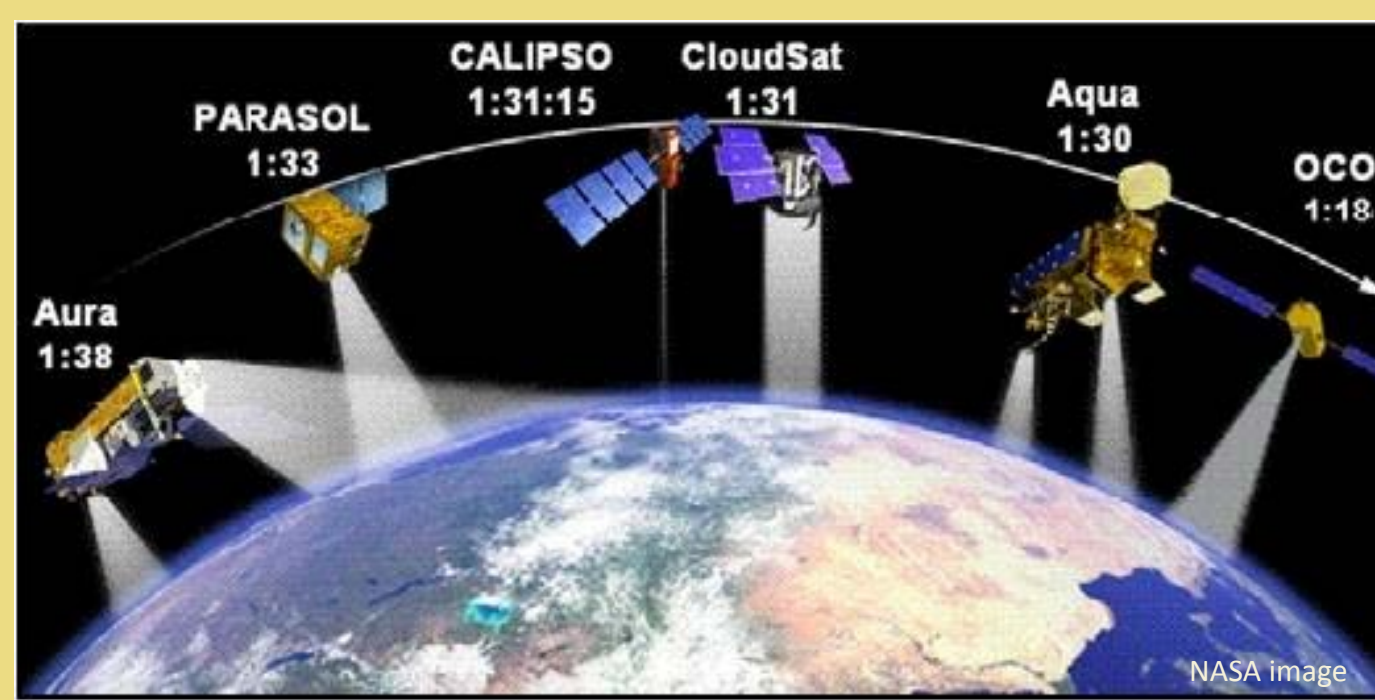 CALIPSO
1:31:15
CloudSat
1:31
PARASOL
1:33
Aqua
1:30
OCO
1:18
Aura
1:38
NASA image